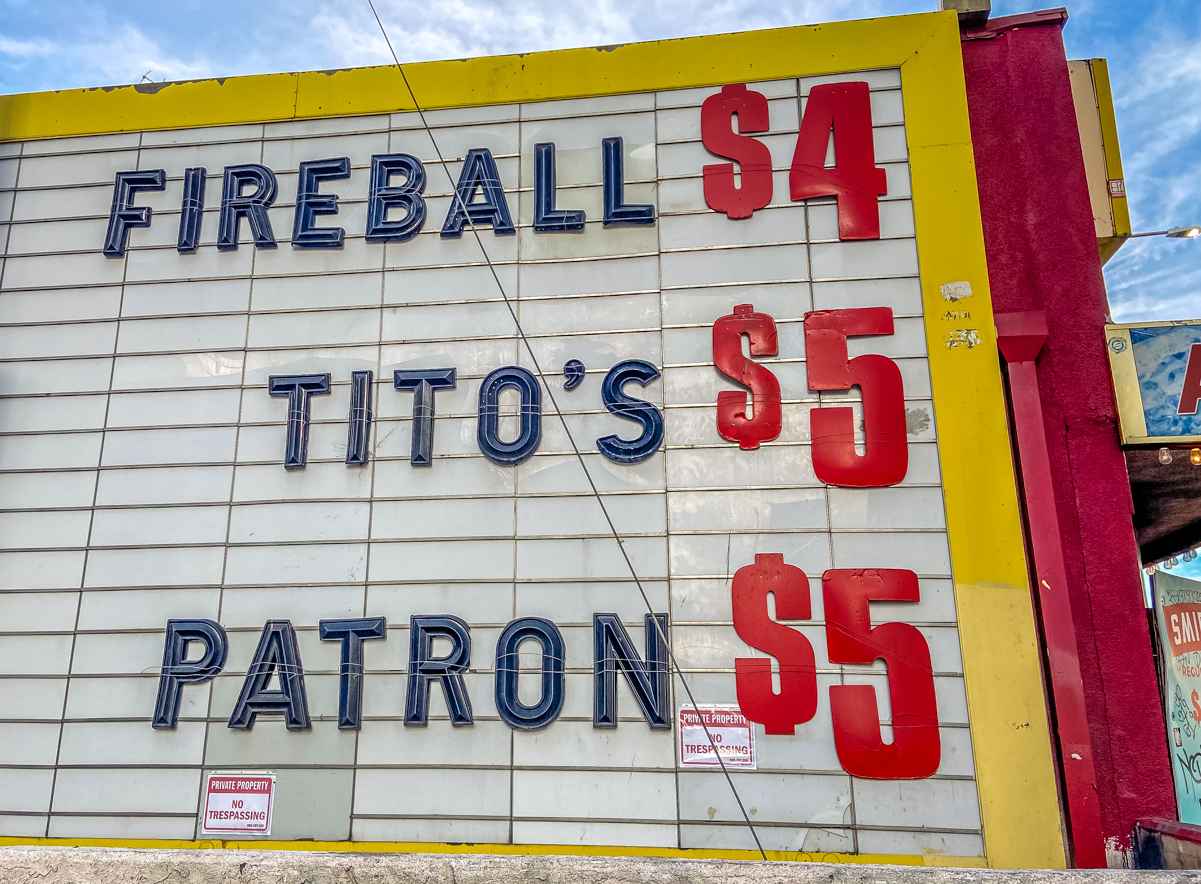 FIREBALL $4
TITO'S $5
PATRON $5
PRIVATE PROPERTY
NO
TRESPASSING
PRIVATE PROPERTY
NO
TRESPASSING